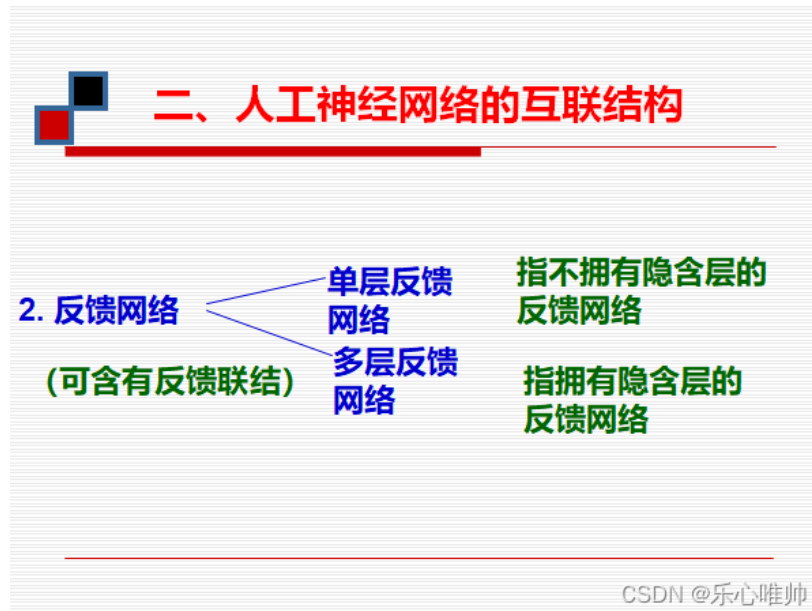 二、人工神经网络的互联结构
2. 反馈网络
(可含有反馈联结)
单层反馈
网络
指不拥有隐含层的
反馈网络
多层反馈
网络
指拥有隐含层的
反馈网络
CSDN @乐心唯帅